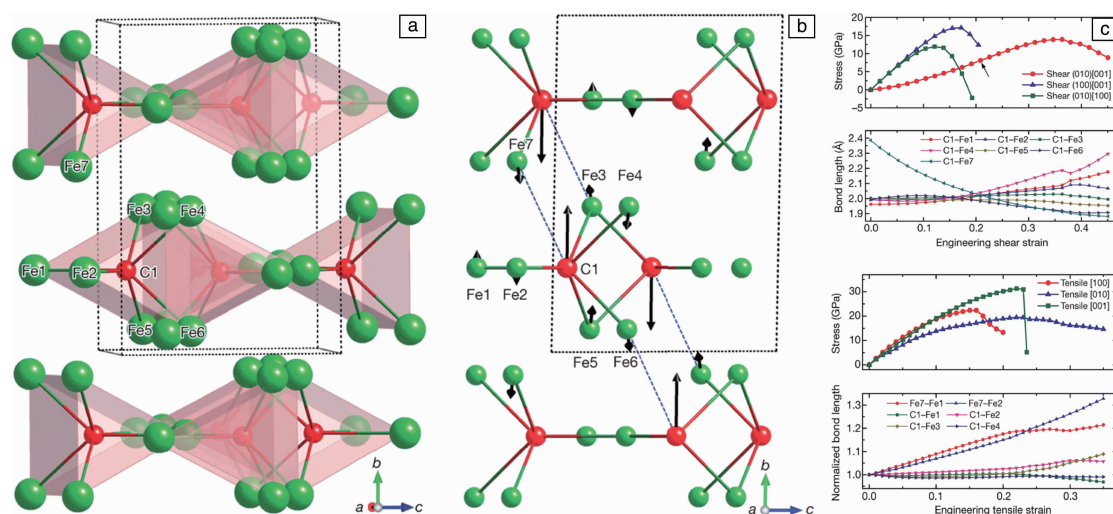 a
Fe7
Fe3
Fe4
Fe1
Fe2
C1
Fe5
Fe6
b
a
c
b
Fe7
Fe3
Fe4
C1
Fe1
Fe2
Fe5
Fe6
b
a
c
c
Stress (GPa)
20
15
10
5
0
−5
Shear (010)[001]
Shear (100)[001]
Shear (010)[100]
Bond length (Å)
2.4
2.3
2.2
2.1
2.0
1.9
C1–Fe1 C1–Fe2 C1–Fe3
C1–Fe4 C1–Fe5 C1–Fe6
C1–Fe7
0.0 0.1 0.2 0.3 0.4
Engineering shear strain
Stress (GPa)
30
20
10
0
Tensile [100]
Tensile [010]
Tensile [001]
Normalized bond length
1.3
1.2
1.1
1.0
Fe7–Fe1 Fe7–Fe2
C1–Fe1 C1–Fe2
C1–Fe3 C1–Fe4
0.0 0.1 0.2 0.3
Engineering tensile strain